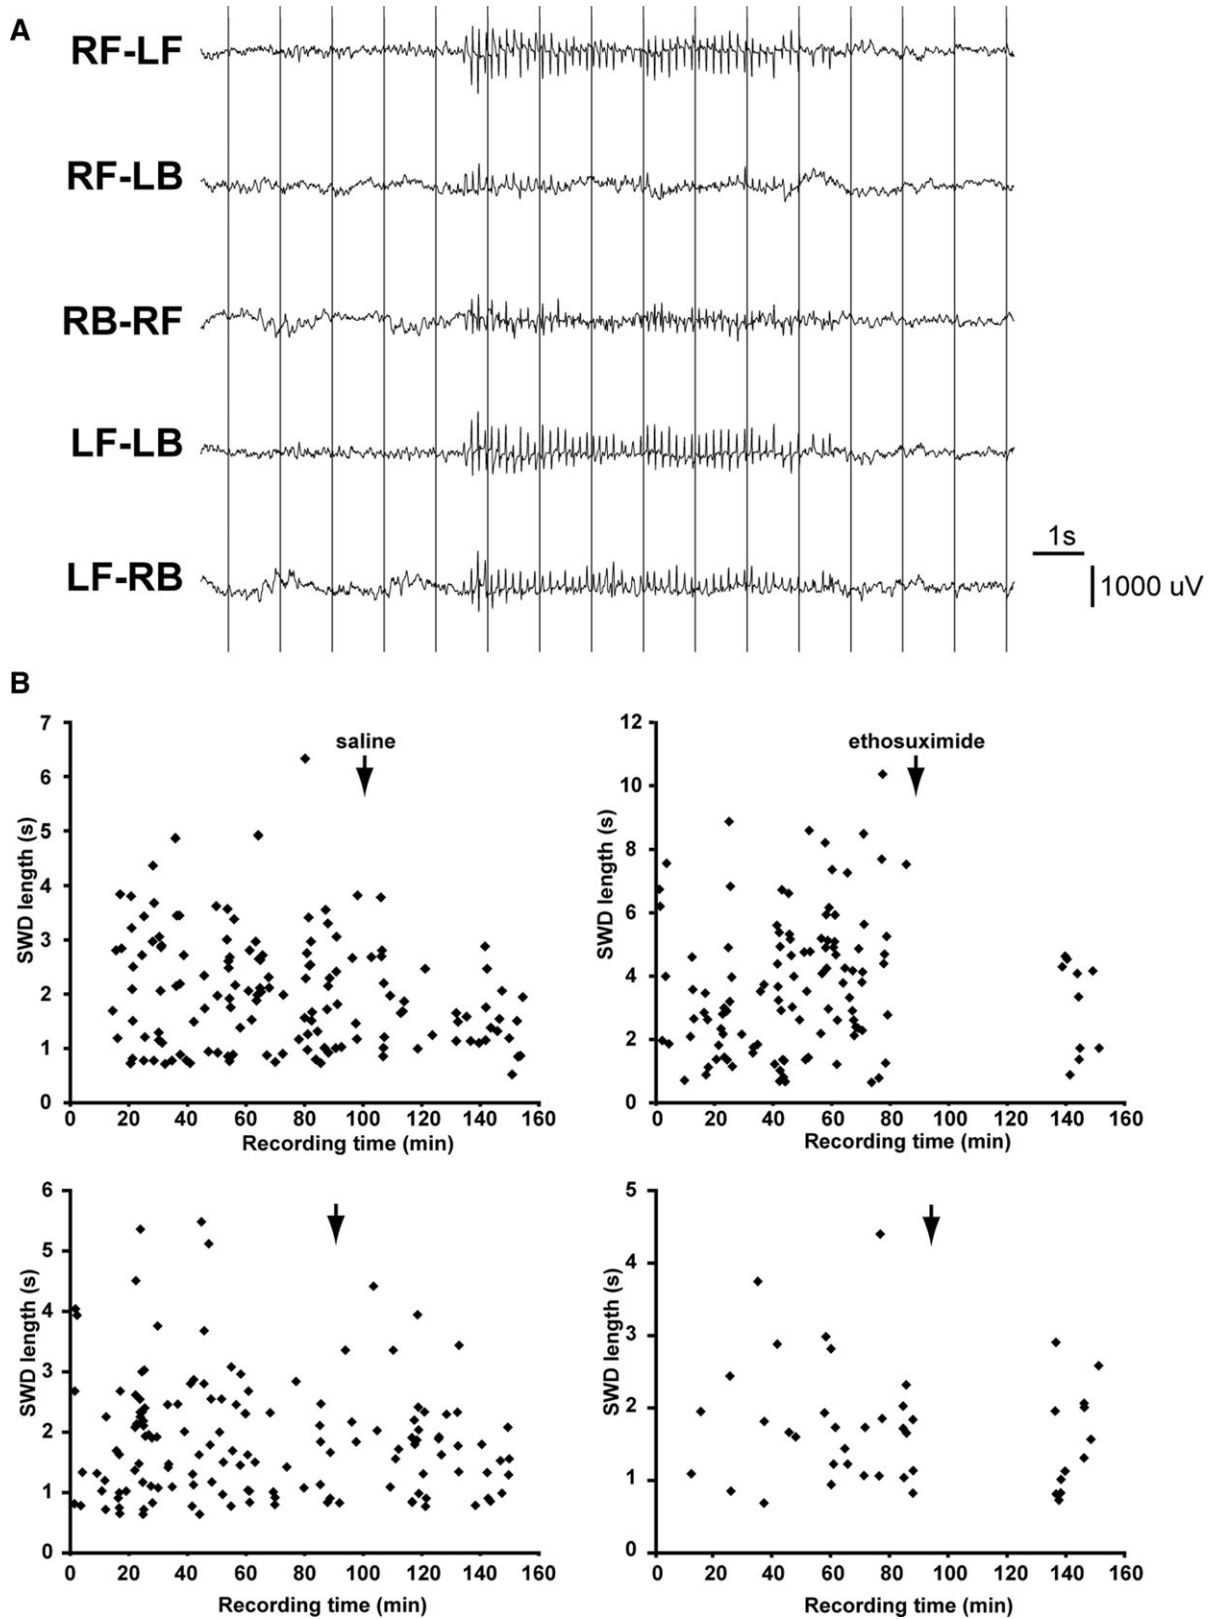 A
RF-LF
RF-LB
RB-RF
LF-LB
LF-RB
1s
1000 uV
B
7
6
5
4
3
2
1
0
SWD length (s)
saline
0 20 40 60 80 100 120 140 160
Recording time (min)
12
10
8
6
4
2
0
SWD length (s)
ethosuximide
0 20 40 60 80 100 120 140 160
Recording time (min)
6
5
4
3
2
1
0
SWD length (s)
0 20 40 60 80 100 120 140 160
Recording time (min)
5
4
3
2
1
0
SWD length (s)
0 20 40 60 80 100 120 140 160
Recording time (min)